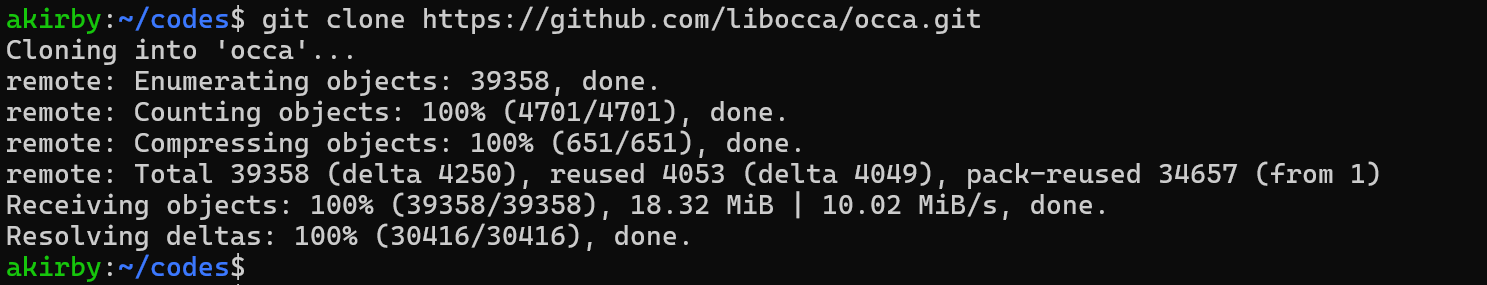 akirby:~/codes$ git clone https://github.com/libocca/occa.git
Cloning into 'occa'...
remote: Enumerating objects: 39358, done.
remote: Counting objects: 100% (4701/4701), done.
remote: Compressing objects: 100% (651/651), done.
remote: Total 39358 (delta 4250), reused 4053 (delta 4049), pack-reused 34657 (from 1)
Receiving objects: 100% (39358/39358), 18.32 MiB | 10.02 MiB/s, done.
Resolving deltas: 100% (30416/30416), done.
akirby:~/codes$